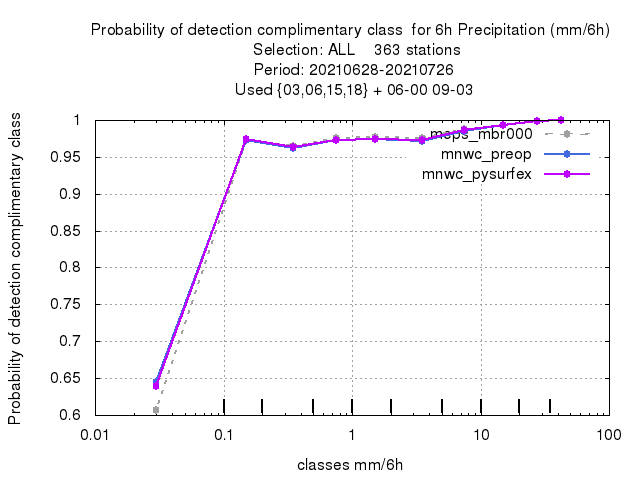 Probability of detection complimentary class  for 6h Precipitation (mm/6h)
Selection: ALL    363 stations
Period: 20210628-20210726
Used {03,06,15,18} + 06-00 09-03
Probability of detection complimentary class
1
0.95
0.9
0.85
0.8
0.75
0.7
0.65
0.6
meps_mbr000
mnwc_preop
mnwc_pysurfex
0.01
0.1
1
10
100
classes mm/6h